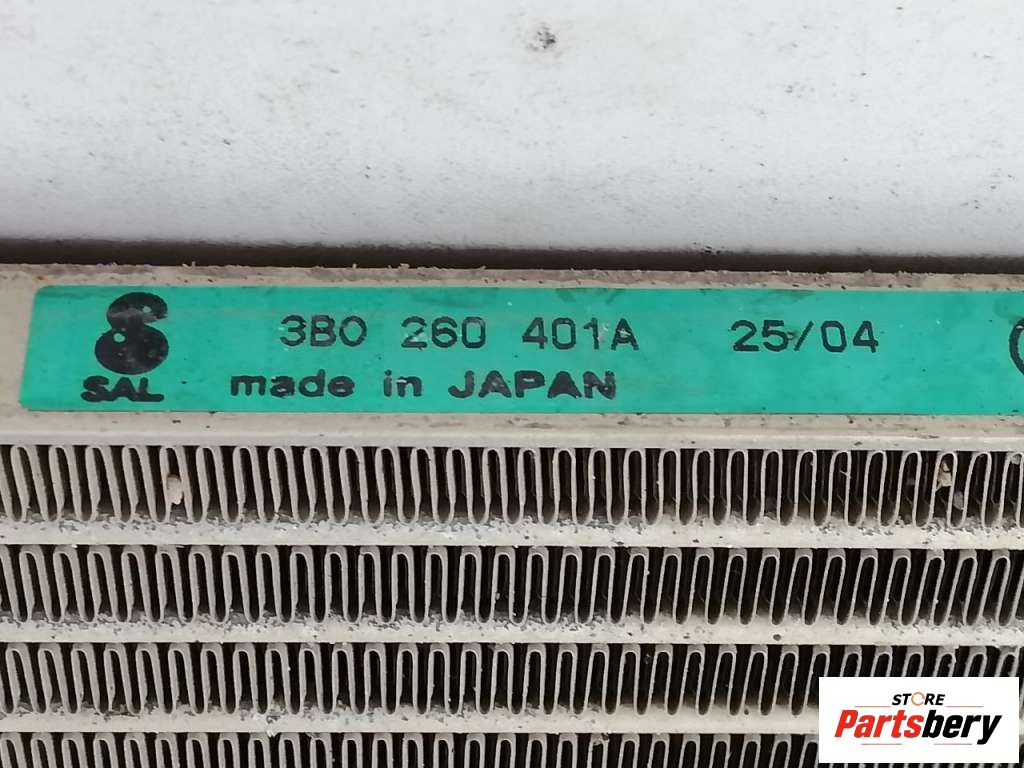 3B0 260 401A 25/04
SAL made in JAPAN
STORE
Partsbery